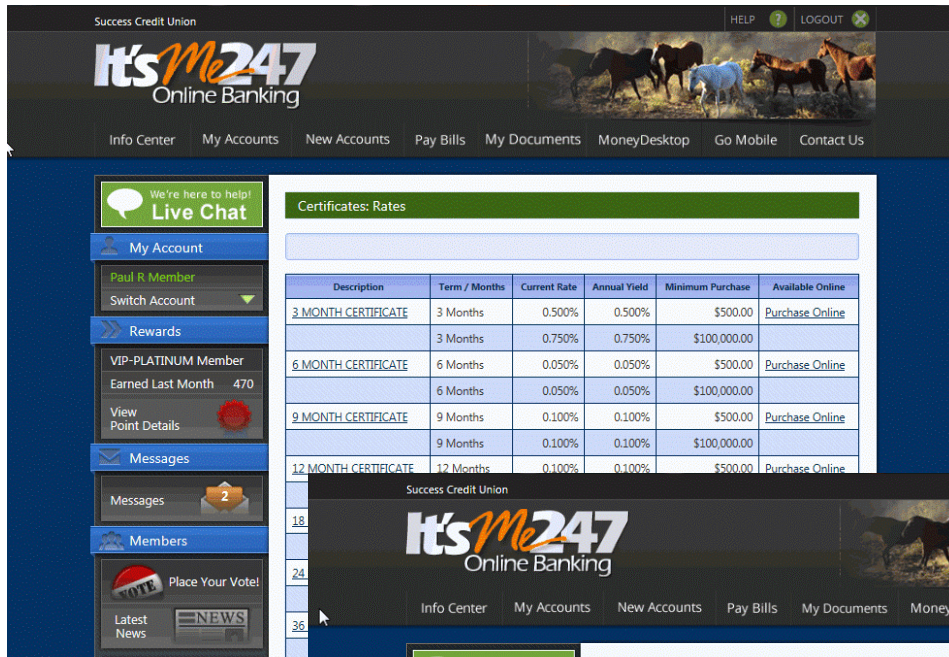 Success Credit Union
HELP ? LOGOUT
It'sMe247
Online Banking
Info Center My Accounts New Accounts Pay Bills My Documents MoneyDesktop Go Mobile Contact Us
We're here to help!
Live Chat
My Account
Paul R Member
Switch Account
Rewards
VIP-PLATINUM Member
Earned Last Month 470
View
Point Details
Messages
Messages 2
Members
VOTE Place Your Vote!
Latest NEWS
News
Certificates: Rates
Description Term / Months Current Rate Annual Yield Minimum Purchase Available Online
3 MONTH CERTIFICATE 3 Months 0.500% 0.500% $500.00 Purchase Online
3 Months 0.750% 0.750% $100,000.00
6 MONTH CERTIFICATE 6 Months 0.050% 0.050% $500.00 Purchase Online
6 Months 0.050% 0.050% $100,000.00
9 MONTH CERTIFICATE 9 Months 0.100% 0.100% $500.00 Purchase Online
9 Months 0.100% 0.100% $100,000.00
12 MONTH CERTIFICATE 12 Months 0.100% 0.100% $500.00 Purchase Online
18
24
36
Success Credit Union
It'sMe247
Online Banking
Info Center My Accounts New Accounts Pay Bills My Documents Money